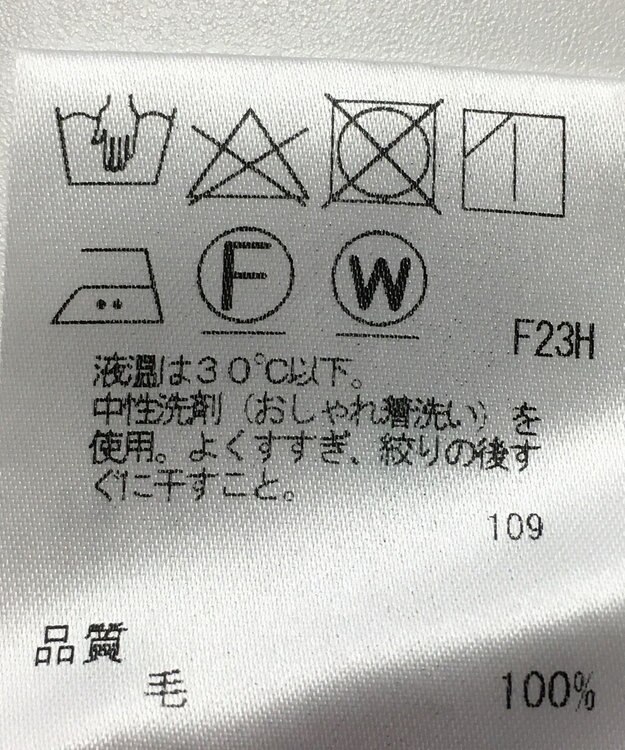 F W
F23H
液温は30℃以下。
中性洗剤（おしゃれ着洗い）を
使用。よくすすぎ、絞りの後す
ぐに干すこと。
109
品質
毛 100%